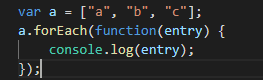 var a = ["a", "b", "c"];
a.forEach(function(entry) {
    console.log(entry);
});